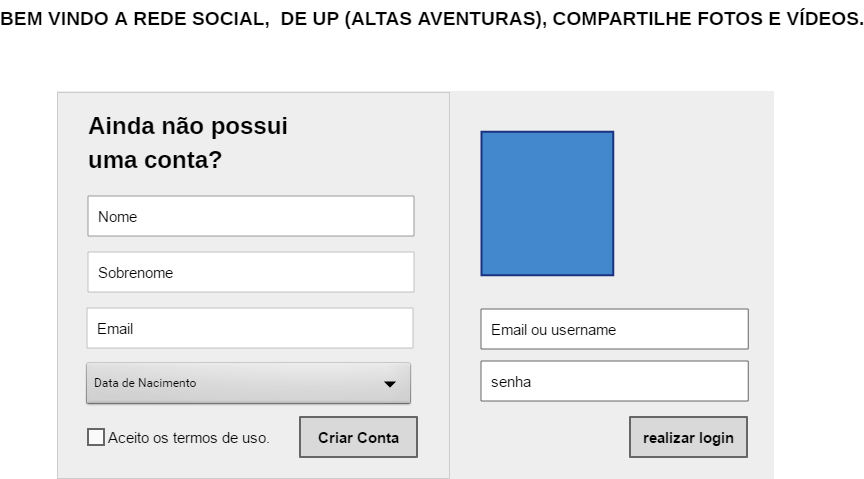 BEM VINDO A REDE SOCIAL,  DE UP (ALTAS AVENTURAS), COMPARTILHE FOTOS E VÍDEOS.
Ainda não possui
uma conta?
Nome
Sobrenome
Email
Data de Nacimento
Aceito os termos de uso.
Criar Conta
Email ou username
senha
realizar login